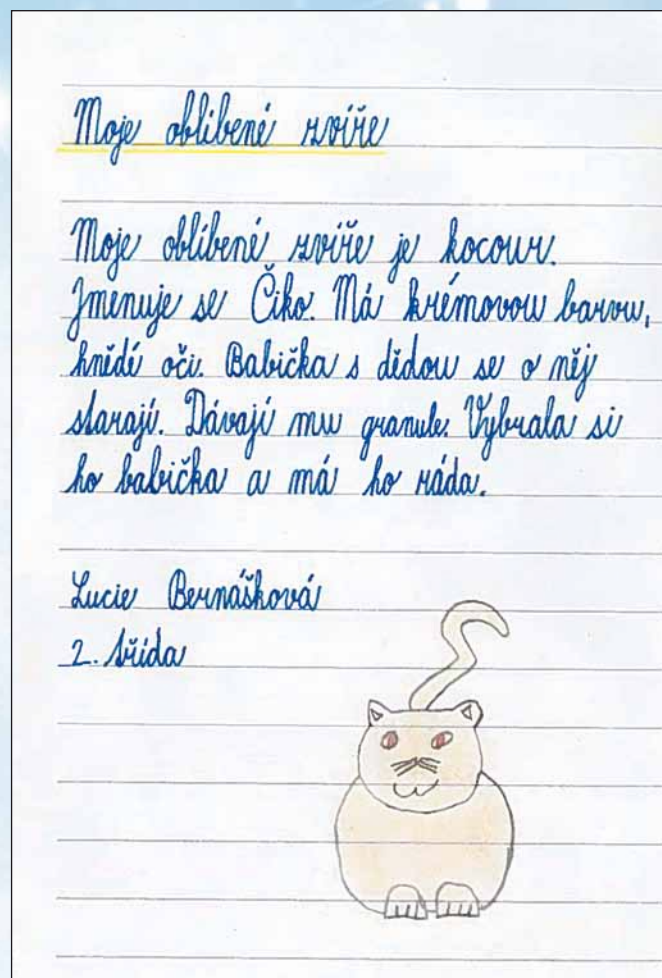 Moje oblíbené zvíře
Moje oblíbené zvíře je kocour.
Jmenuje se Čiko. Má krémovou barvu,
hnědé oči. Babička s dědou se o něj
starají. Dávají mu granule. Vybrala si
ho babička a má ho ráda.
Lucie Bernášková
2. třída